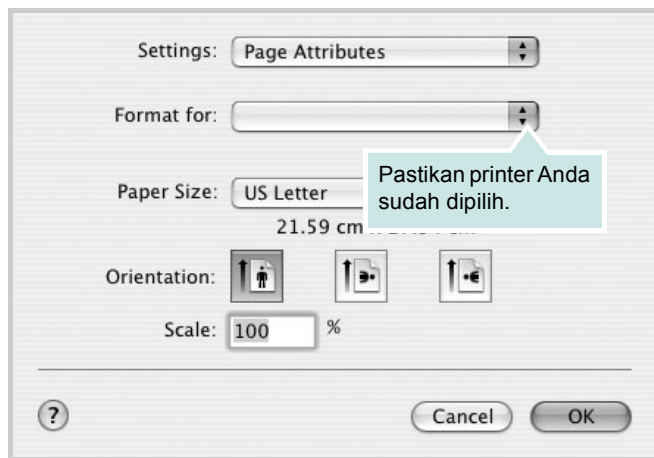 Settings: Page Attributes
Format for:
Pastikan printer Anda
sudah dipilih.
Paper Size: US Letter
21.59 cm
Orientation:
Scale: 100 %
? Cancel OK